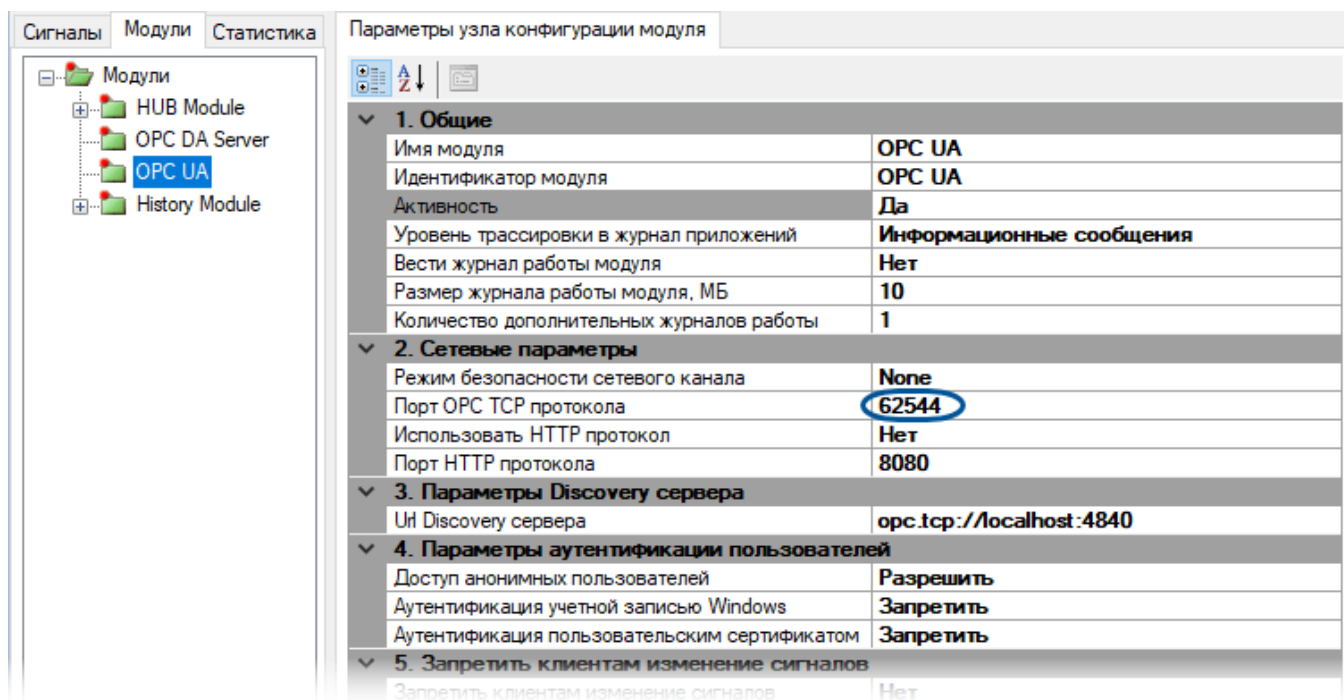 Сигналы Модули Статистика
Модули
HUB Module
OPC DA Server
OPC UA
History Module
Параметры узла конфигурации модуля
1. Общие
Имя модуля OPC UA
Идентификатор модуля OPC UA
Активность Да
Уровень трассировки в журнал приложений Информационные сообщения
Вести журнал работы модуля Нет
Размер журнала работы модуля, МБ 10
Количество дополнительных журналов работы 1
2. Сетевые параметры
Режим безопасности сетевого канала None
Порт OPC TCP протокола 62544
Использовать HTTP протокол Нет
Порт HTTP протокола 8080
3. Параметры Discovery сервера
Url Discovery сервера opc.tcp://localhost:4840
4. Параметры аутентификации пользователей
Доступ анонимных пользователей Разрешить
Аутентификация учетной записью Windows Запретить
Аутентификация пользовательским сертификатом Запретить
5. Запретить клиентам изменение сигналов
Запретить клиентам изменение сигналов Нет